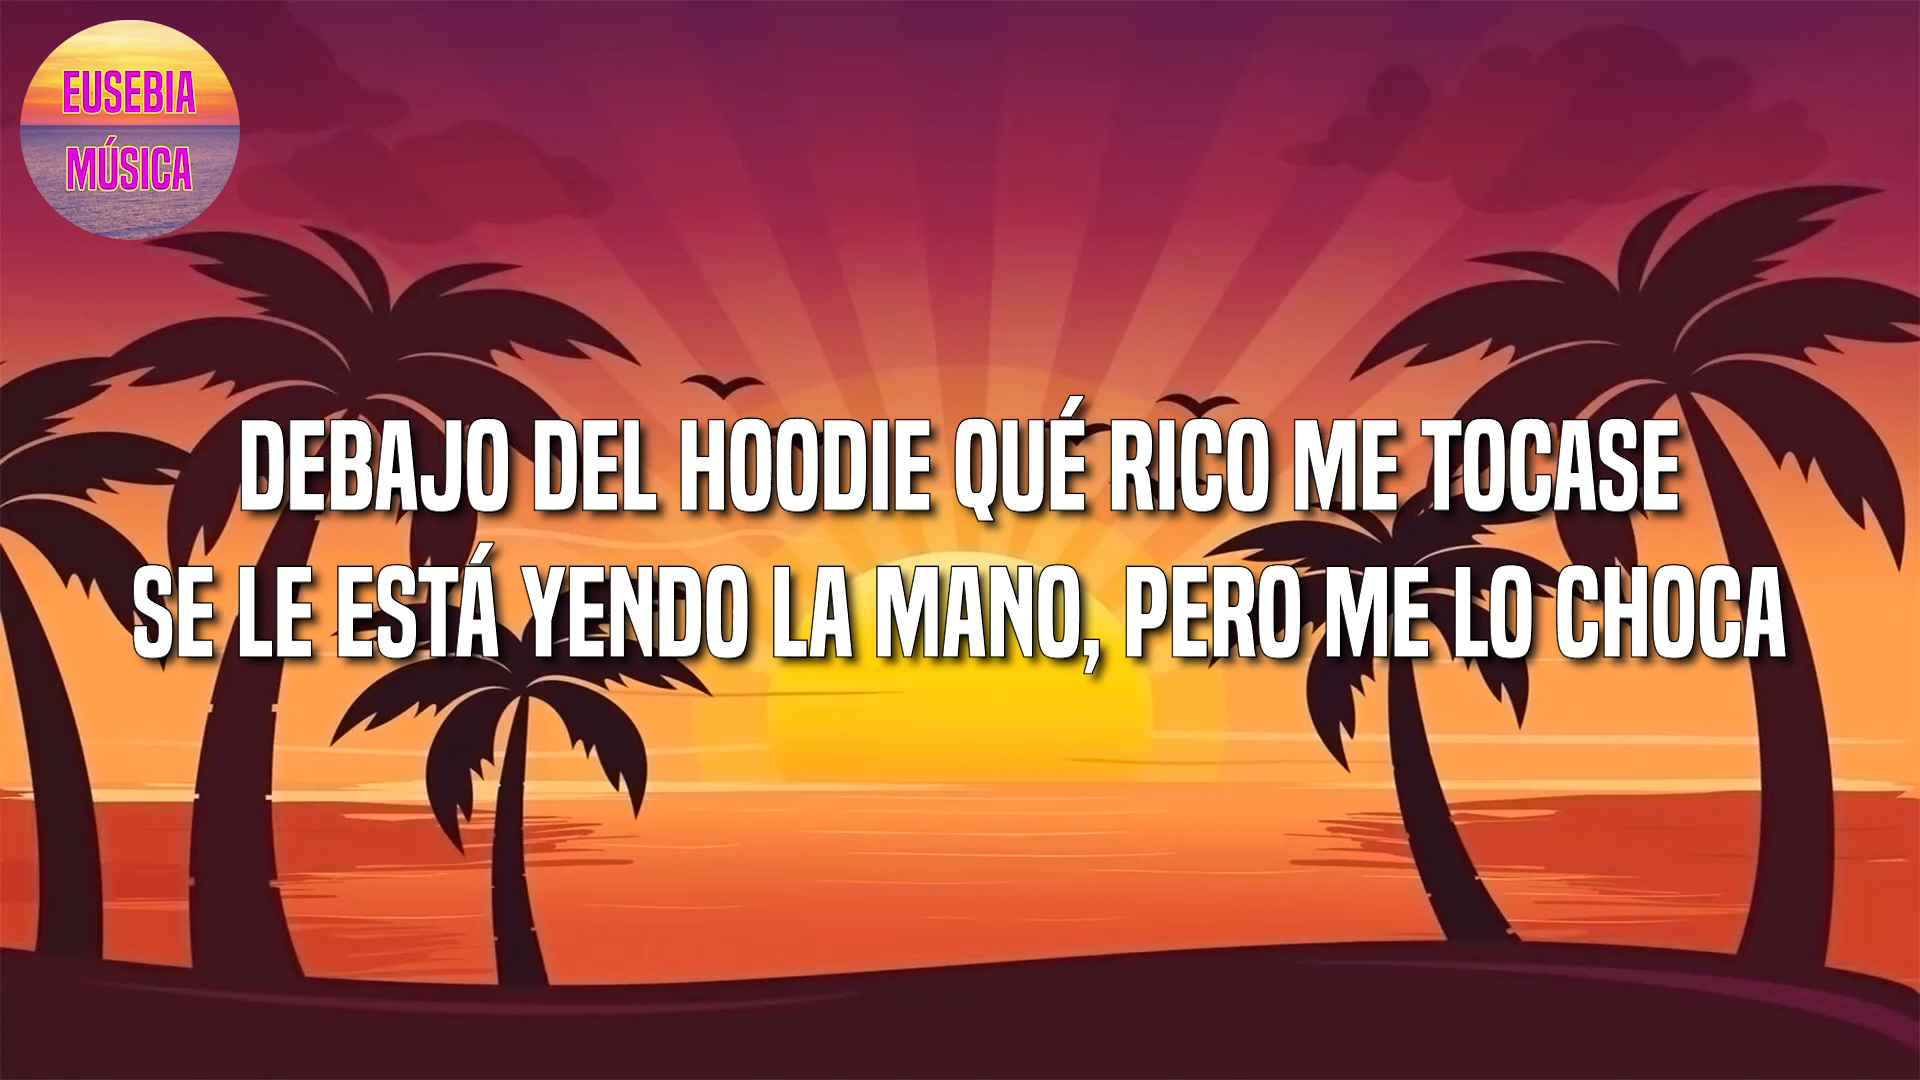 EUSEBIA
MÚSICA
DEBAJO DEL HOODIE QUÉ RICO ME TOCASE
SE LE ESTÁ YENDO LA MANO, PERO ME LO CHOCA